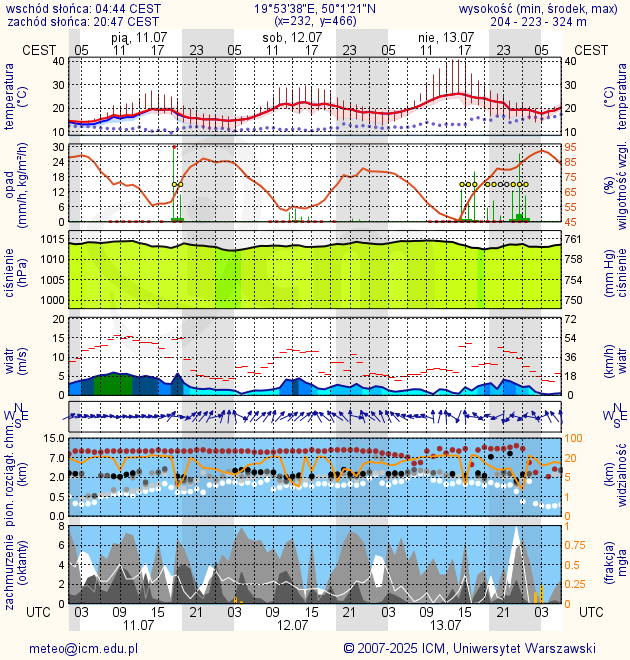 wschód słońca: 04:44 CEST 19°53'38"E, 50°1'21"N wysokość (min, środek, max)
zachód słońca: 20:47 CEST (x=232, y=466) 204 - 223 - 324 m
pią, 11.07 sob, 12.07 nie, 13.07
CEST 05 11 17 23 05 11 17 23 05 11 17 23 05 CEST
temperatura (°C) 40 30 20 10 40 30 20 10 (°C) temperatura
opad (mm/h, kg/m²/h) 30 24 18 12 6 0 95 85 75 65 55 45 (%) wilgotność wzgl.
ciśnienie (hPa) 1015 1010 1005 1000 761 758 754 750 (mm Hg) ciśnienie
wiatr (m/s) 20 15 10 5 0 72 54 36 18 0 (km/h) wiatr
N W E S N W E S
pion. rozciągł. chm. (km) 15.0 7.0 2.0 0.5 0.0 100 20 5 1 0 (km) widzialność
zachmurzenie (oktanty) 8 6 4 2 0 1 0.75 0.5 0.25 0 (frakcja) mgła
UTC 03 09 15 21 03 09 15 21 03 09 15 21 03 UTC
11.07 12.07 13.07
meteo@icm.edu.pl © 2007-2025 ICM, Uniwersytet Warszawski